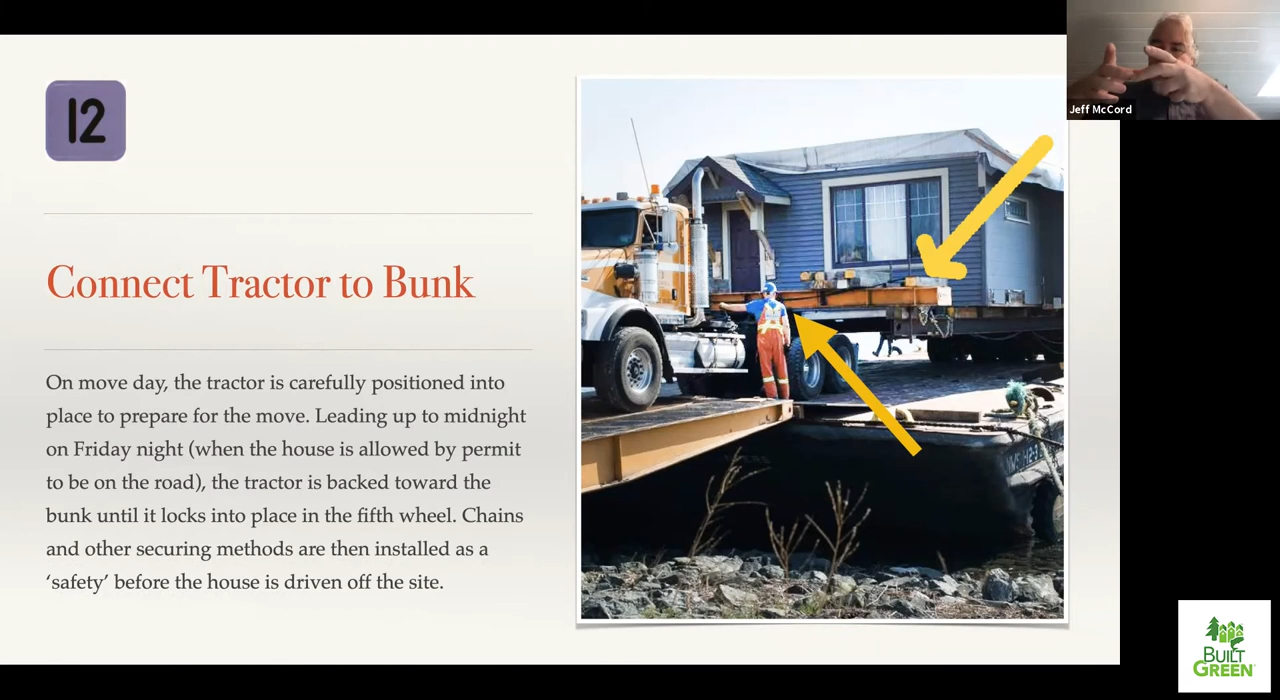 12
Jeff McCord
Connect Tractor to Bunk
On move day, the tractor is carefully positioned into
place to prepare for the move. Leading up to midnight
on Friday night (when the house is allowed by permit
to be on the road), the tractor is backed toward the
bunk until it locks into place in the fifth wheel. Chains
and other securing methods are then installed as a
‘safety’ before the house is driven off the site.
BUILT
GREEN